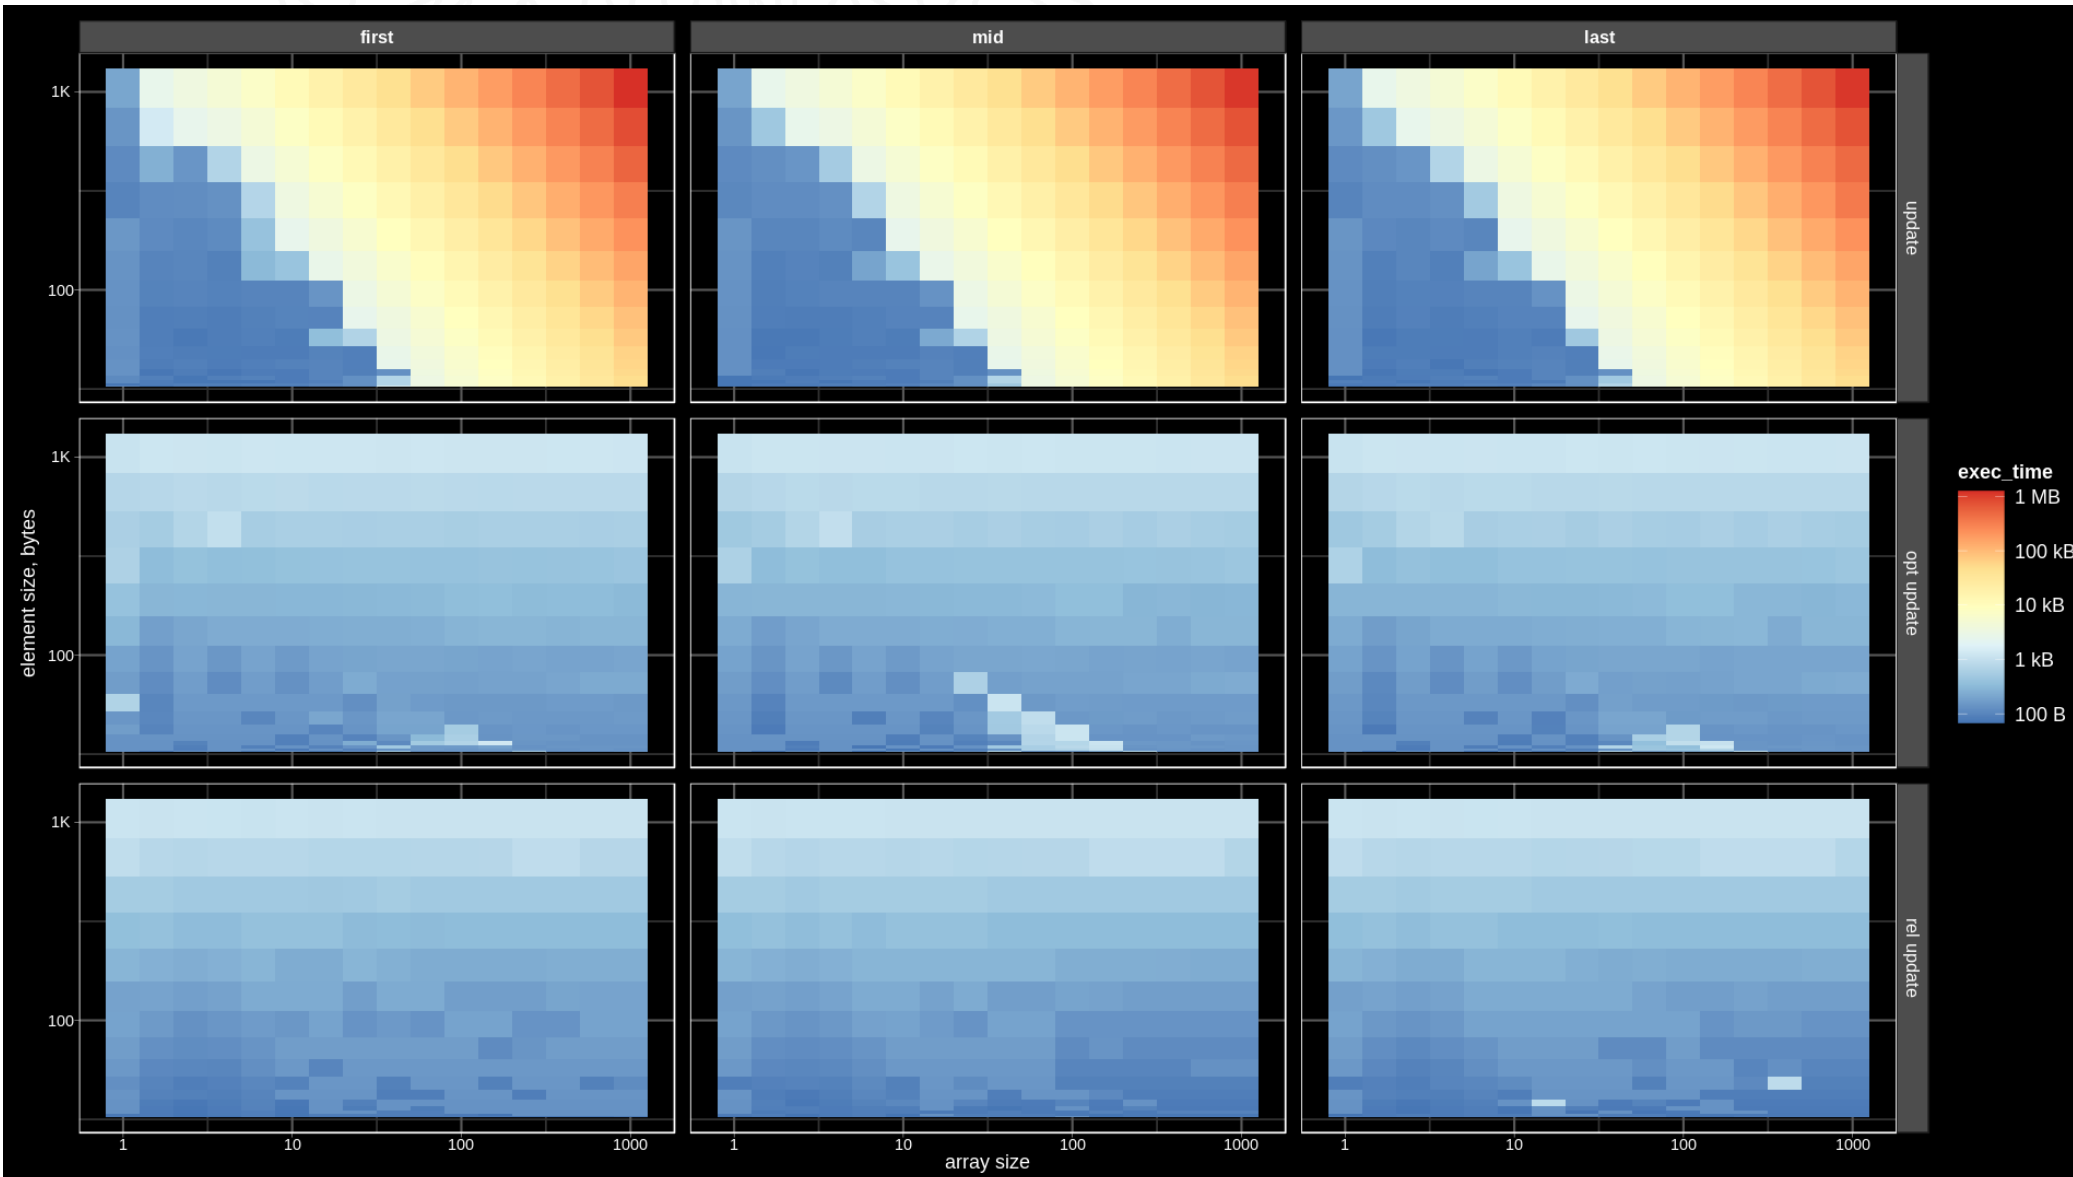 first
mid
last
1K
100
update
1K
100
opt update
1K
100
rel update
element size, bytes
1 10 100 1000
1 10 100 1000
1 10 100 1000
array size
exec_time
1 MB
100 kB
10 kB
1 kB
100 B